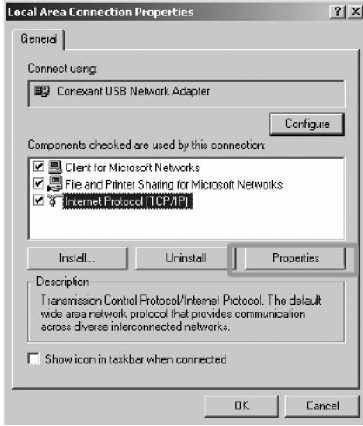 Local Area Connection Properties
General
Connect using:
Conexant USB Network Adapter
Configure
Components checked are used by this connection:
Client for Microsoft Networks
File and Printer Sharing for Microsoft Networks
Internet Protocol (TCP/IP)
Install...
Uninstall
Properties
Description
Transmission Control Protocol/Internet Protocol. The default
wide area network protocol that provides communication
across diverse interconnected networks.
Show icon in taskbar when connected
OK
Cancel